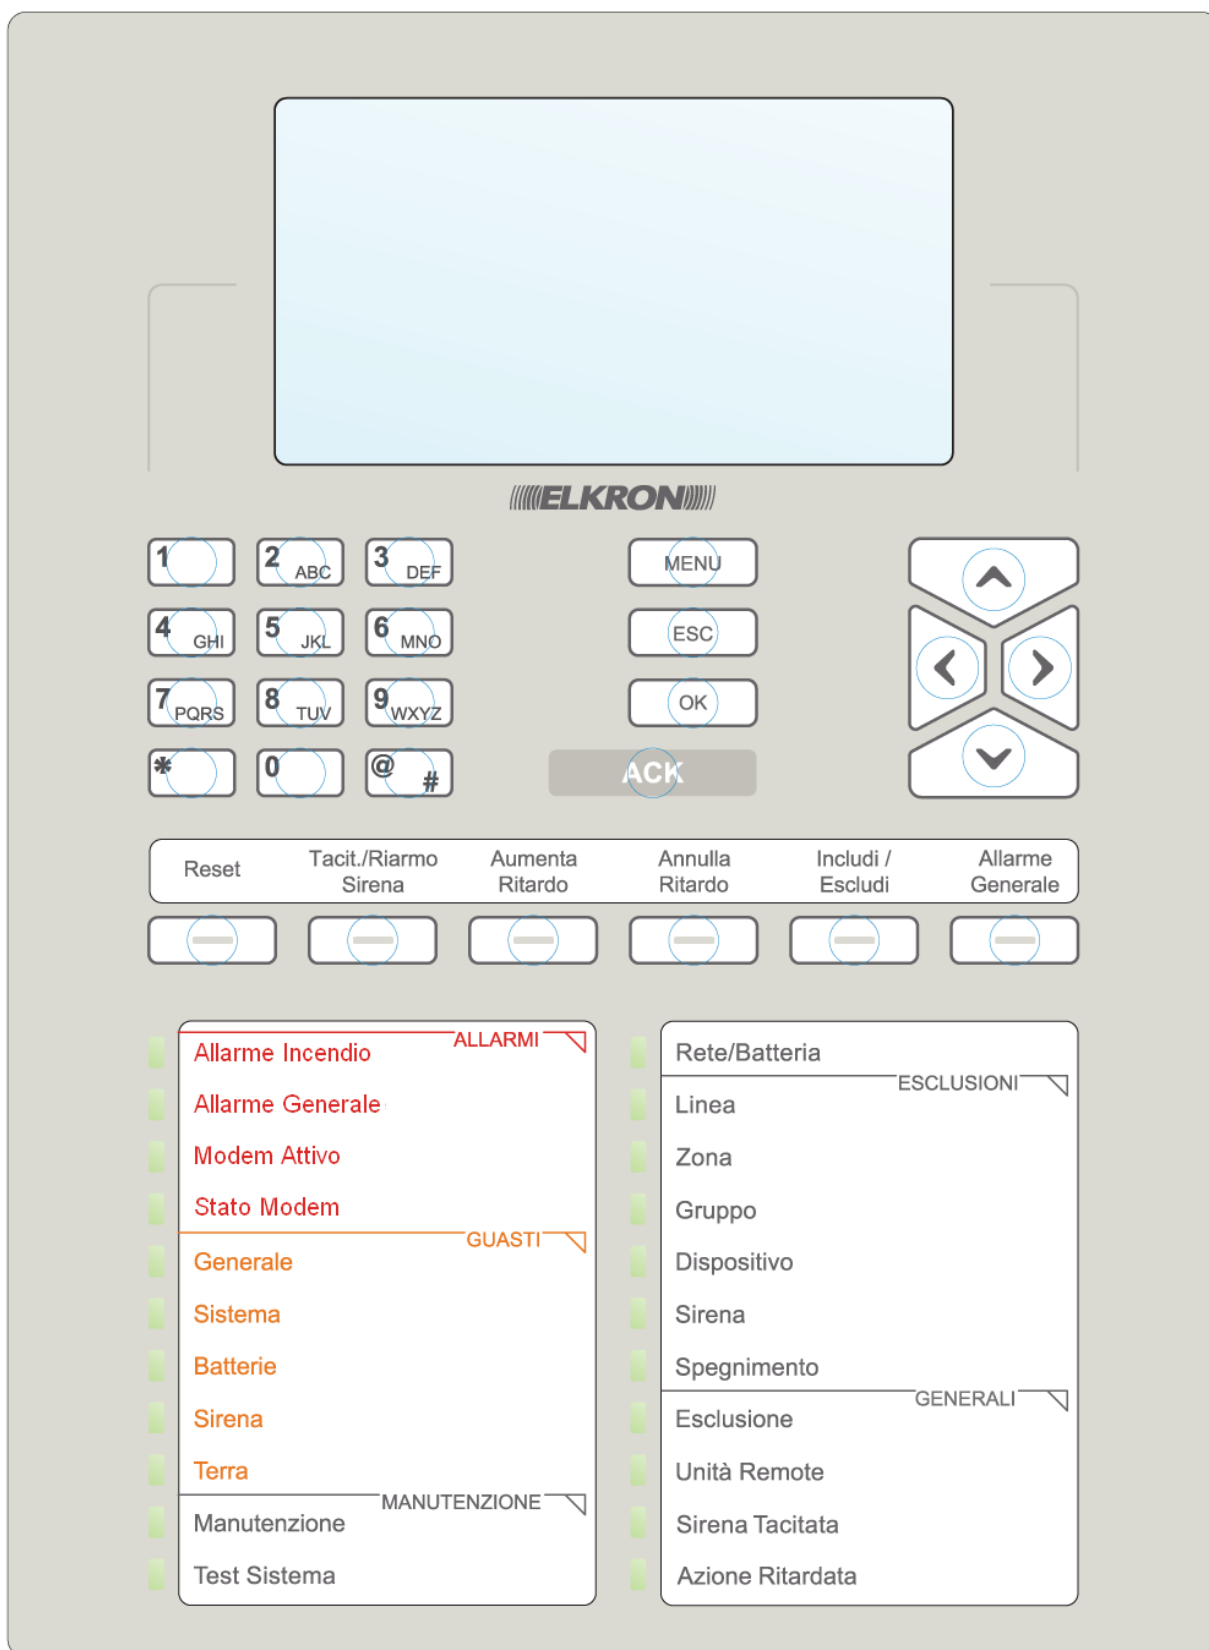 ELKRON
1
2 ABC
3 DEF
MENU
4 GHI
5 JKL
6 MNO
ESC
7 PQRS
8 TUV
9 WXYZ
OK
*
0
@ #
ACK
Reset
Tacit./Riarmo
Sirena
Aumenta
Ritardo
Annulla
Ritardo
Includi /
Escludi
Allarme
Generale
ALLARMI
Allarme Incendio
Allarme Generale
Modem Attivo
Stato Modem
GUASTI
Generale
Sistema
Batterie
Sirena
Terra
MANUTENZIONE
Manutenzione
Test Sistema
Rete/Batteria
ESCLUSIONI
Linea
Zona
Gruppo
Dispositivo
Sirena
Spegnimento
GENERALI
Esclusione
Unità Remote
Sirena Tacitata
Azione Ritardata